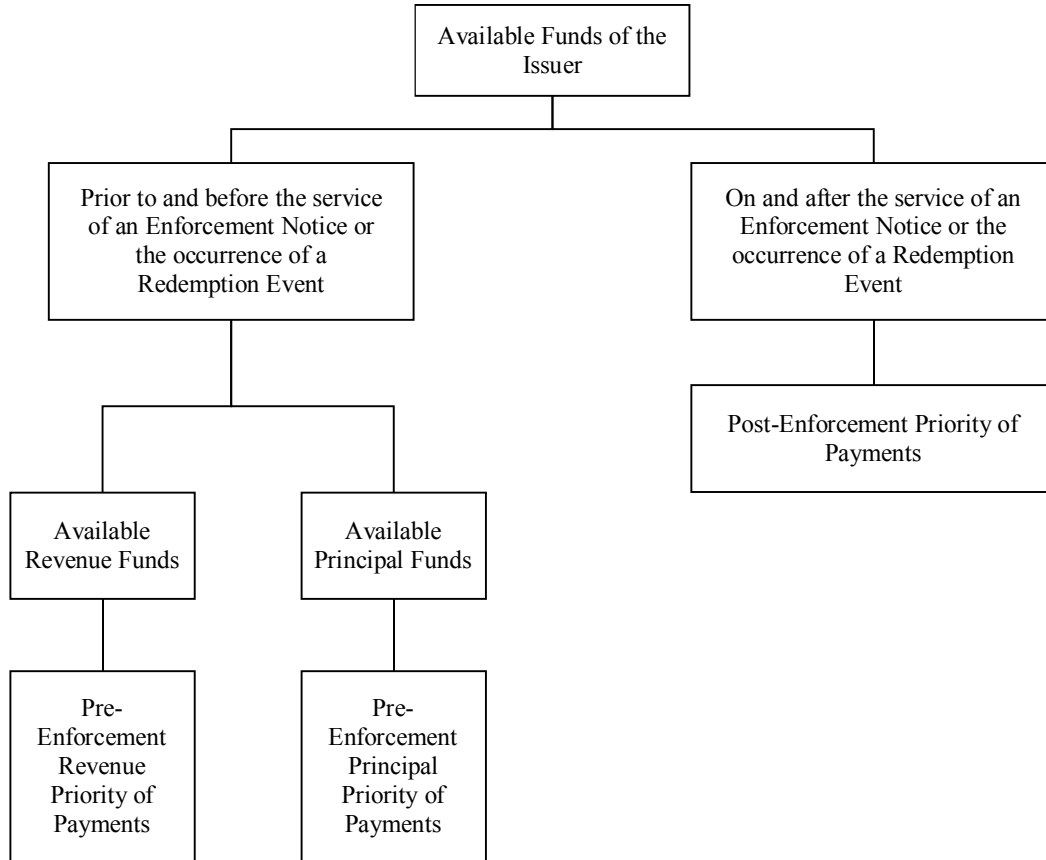 Available Funds of the
Issuer
Prior to and before the service
of an Enforcement Notice or
the occurrence of a
Redemption Event
On and after the service of an
Enforcement Notice or the
occurrence of a Redemption
Event
Post-Enforcement Priority of
Payments
Available
Revenue Funds
Available
Principal Funds
Pre-
Enforcement
Revenue
Priority of
Payments
Pre-
Enforcement
Principal
Priority of
Payments